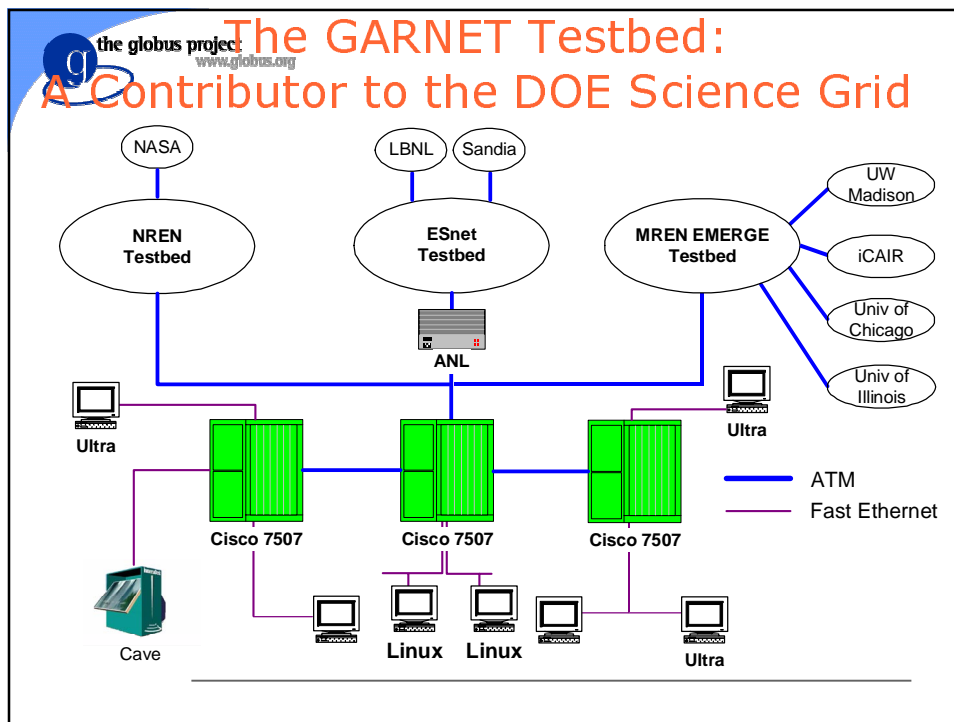 the globus project
www.globus.org
The GARNET Testbed:
A Contributor to the DOE Science Grid
NASA
LBNL
Sandia
UW
Madison
NREN
Testbed
ESnet
Testbed
MREN EMERGE
Testbed
iCAIR
Univ of
Chicago
ANL
Univ of
Illinois
Ultra
Ultra
ATM
Fast Ethernet
Cisco 7507
Cisco 7507
Cisco 7507
Cave
Linux
Linux
Ultra